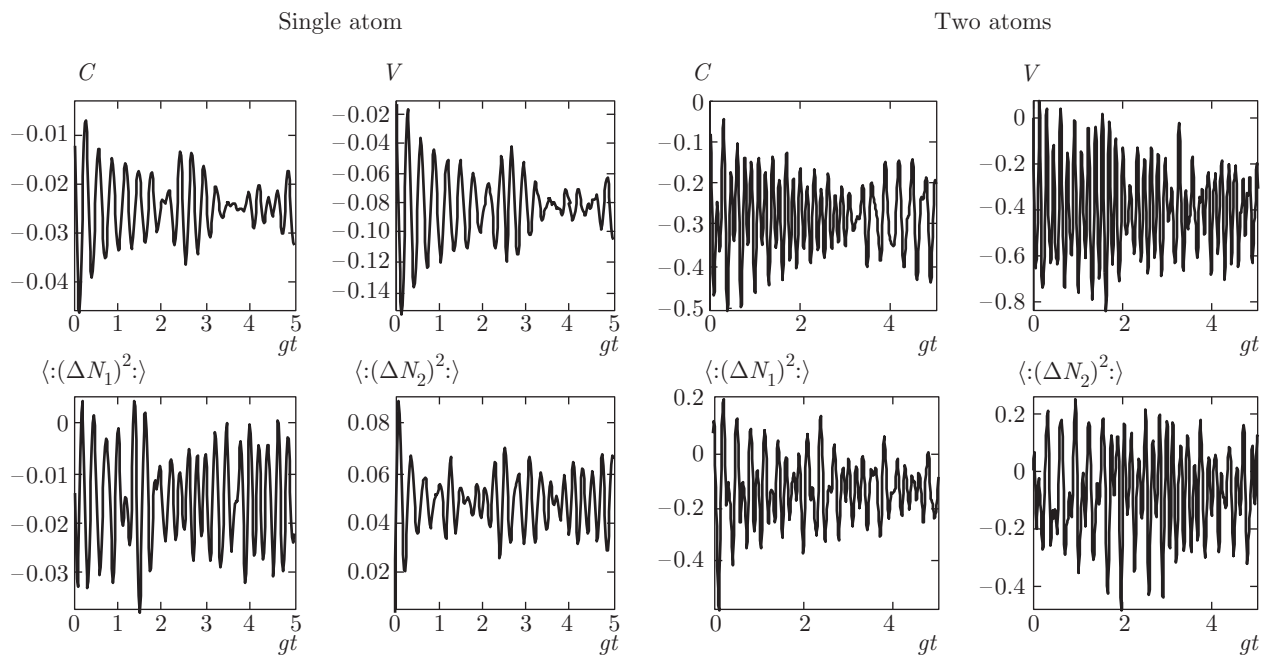 Single atom
Two atoms
C
V
C
V
−0.01
−0.02
−0.03
−0.04
0 1 2 3 4 5
gt
−0.02
−0.04
−0.06
−0.08
−0.10
−0.12
−0.14
0 1 2 3 4 5
gt
0
−0.1
−0.2
−0.3
−0.4
−0.5
0 2 4
gt
0
−0.2
−0.4
−0.6
−0.8
0 2 4
gt
⟨:(ΔN₁)²:⟩
⟨:(ΔN₂)²:⟩
⟨:(ΔN₁)²:⟩
⟨:(ΔN₂)²:⟩
0
−0.01
−0.02
−0.03
0 1 2 3 4 5
gt
0.08
0.06
0.04
0.02
0 1 2 3 4 5
gt
0.2
0
−0.2
−0.4
0 2 4
gt
0.2
0
−0.2
−0.4
0 2 4
gt